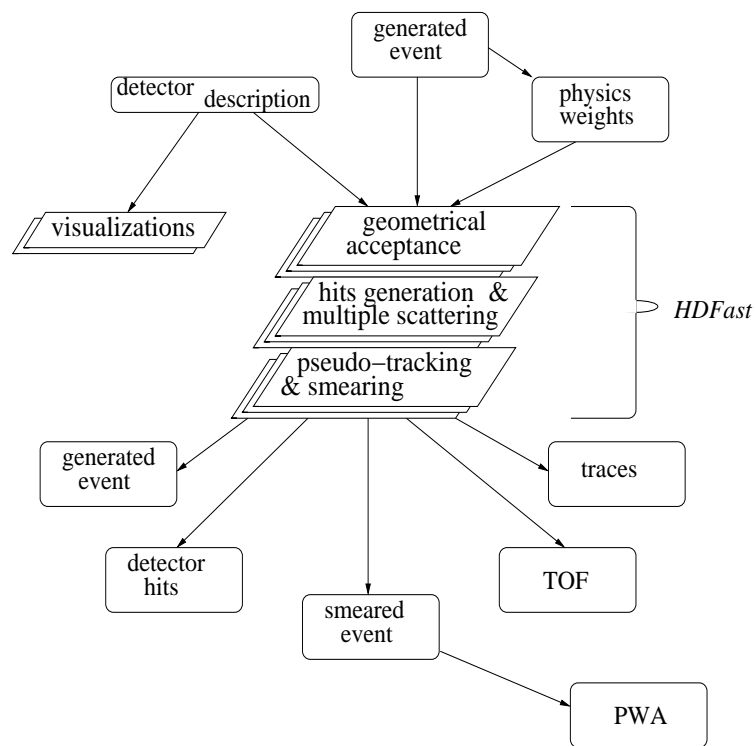 generated
event
detector
description
physics
weights
visualizations
geometrical
acceptance
hits generation &
multiple scattering
HDFast
pseudo-tracking
& smearing
generated
event
traces
detector
hits
TOF
smeared
event
PWA